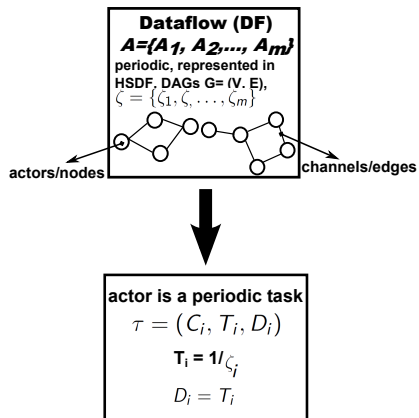 Dataflow (DF)
A={A₁, A₂,..., Aₘ}
periodic, represented in
HSDF, DAGs G= (V, E),
ζ = {ζ₁, ζ, . . . , ζₘ}
actors/nodes
channels/edges
actor is a periodic task
τ = (Cᵢ, Tᵢ, Dᵢ)
Tᵢ = 1/ζᵢ
Dᵢ = Tᵢ